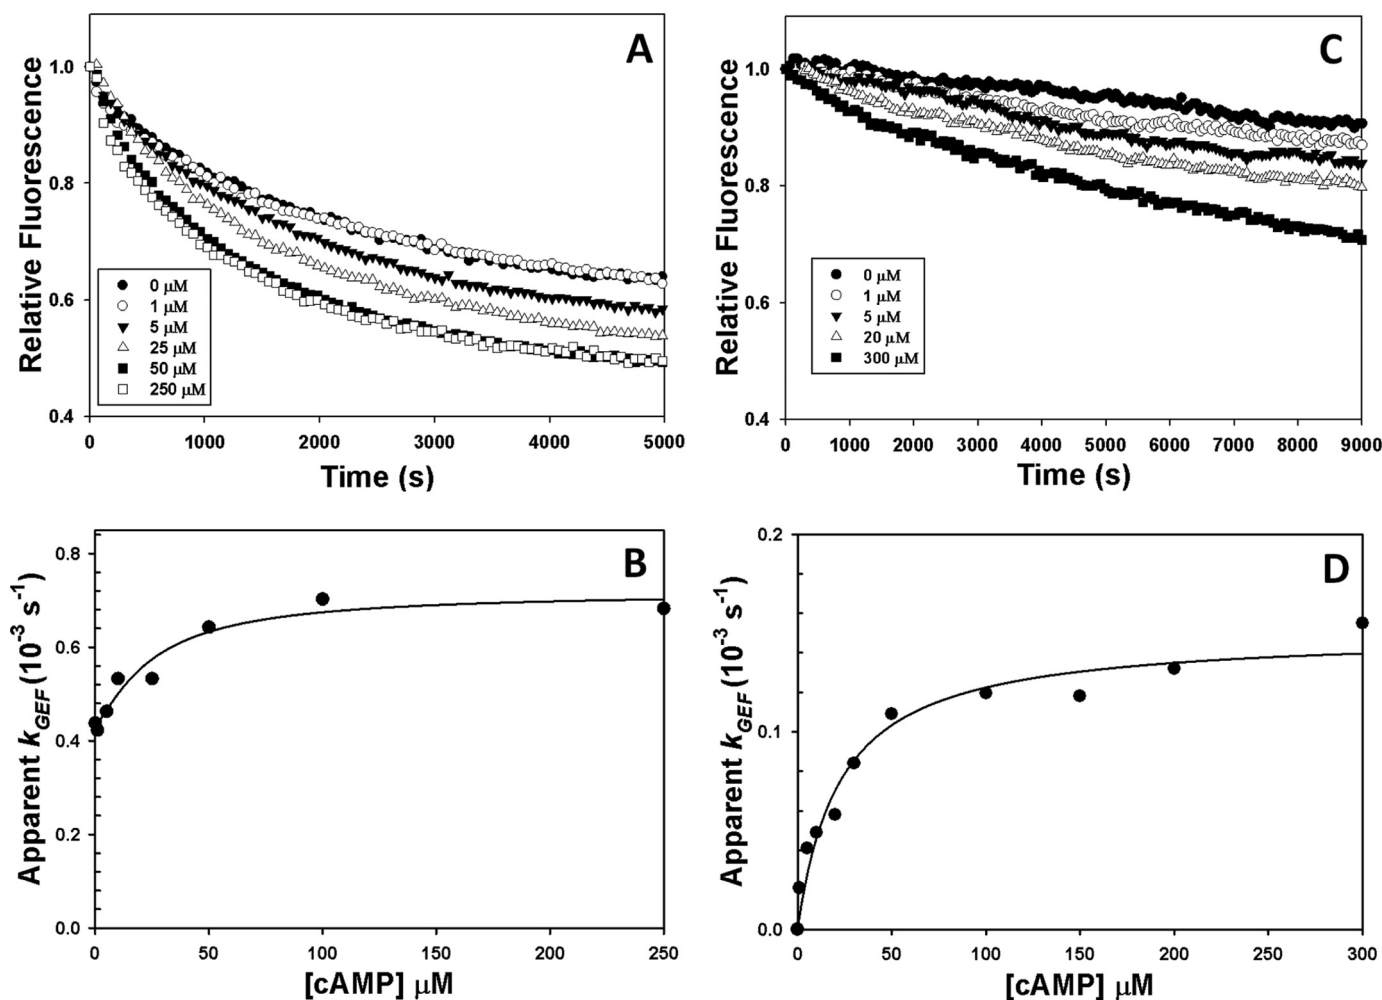 A
Relative Fluorescence
1.0
0.8
0.6
0.4
0 μM
1 μM
5 μM
25 μM
50 μM
250 μM
0 1000 2000 3000 4000 5000
Time (s)
C
Relative Fluorescence
1.0
0.8
0.6
0.4
0 μM
1 μM
5 μM
20 μM
300 μM
0 1000 2000 3000 4000 5000 6000 7000 8000 9000
Time (s)
B
Apparent kGEF (10⁻³ s⁻¹)
0.8
0.6
0.4
0.2
0.0
0 50 100 150 200 250
[cAMP] μM
D
Apparent kGEF (10⁻³ s⁻¹)
0.2
0.1
0.0
0 50 100 150 200 250 300
[cAMP] μM